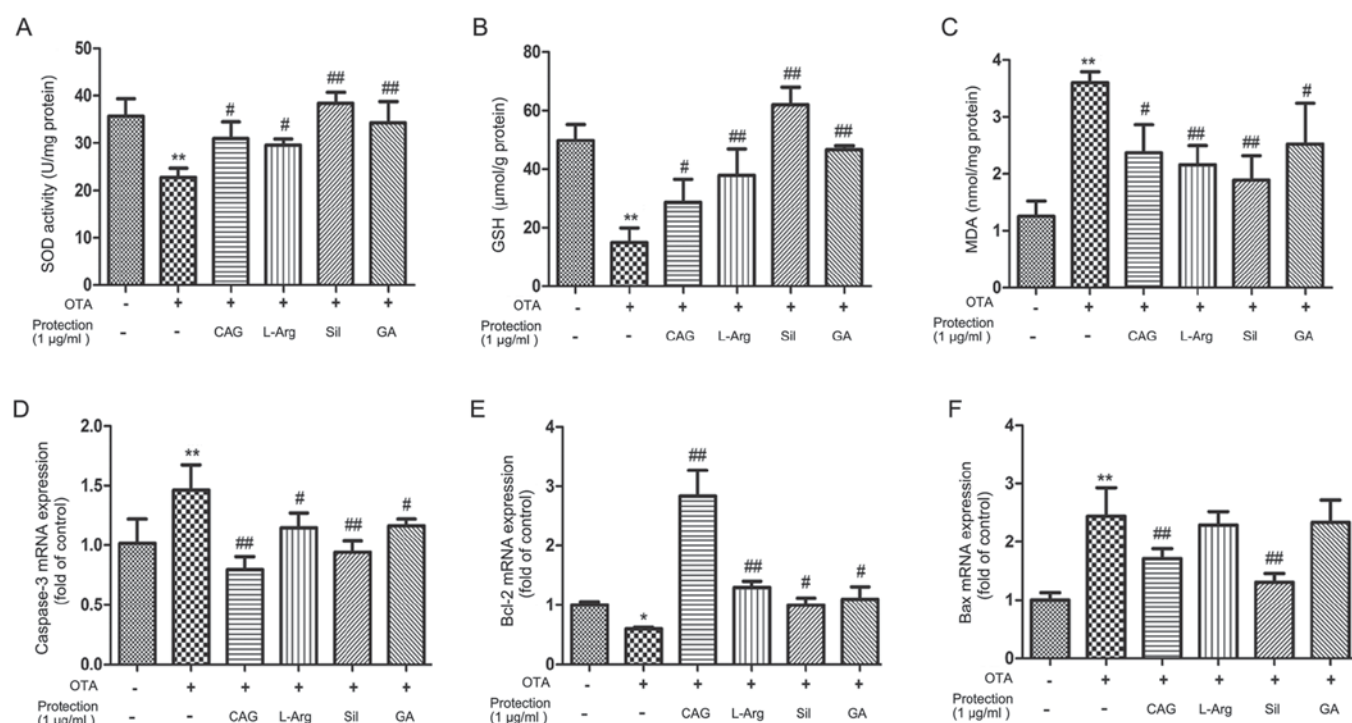 A
SOD activity (U/mg protein)
50
40
30
20
10
0
# # ## ##
**
OTA - + + + + +
Protection
(1 µg/ml ) - - CAG L-Arg Sil GA
B
GSH (µmol/g protein)
80
60
40
20
0
##
## ##
#
**
OTA - + + + + +
Protection
(1 µg/ml ) - - CAG L-Arg Sil GA
C
MDA (nmol/mg protein)
4
3
2
1
0
**
# ## ## #
OTA - + + + + +
Protection
(1 µg/ml ) - - CAG L-Arg Sil GA
D
Caspase-3 mRNA expression
(fold of control)
2.0
1.5
1.0
0.5
0.0
**
## # ## #
OTA - + + + + +
Protection
(1 µg/ml ) - - CAG L-Arg Sil GA
E
Bcl-2 mRNA expression
(fold of control)
4
3
2
1
0
##
* ## # #
OTA - + + + + +
Protection
(1 µg/ml ) - - CAG L-Arg Sil GA
F
Bax mRNA expression
(fold of control)
4
3
2
1
0
**
## ##
OTA - + + + + +
Protection
(1 µg/ml ) - - CAG L-Arg Sil GA